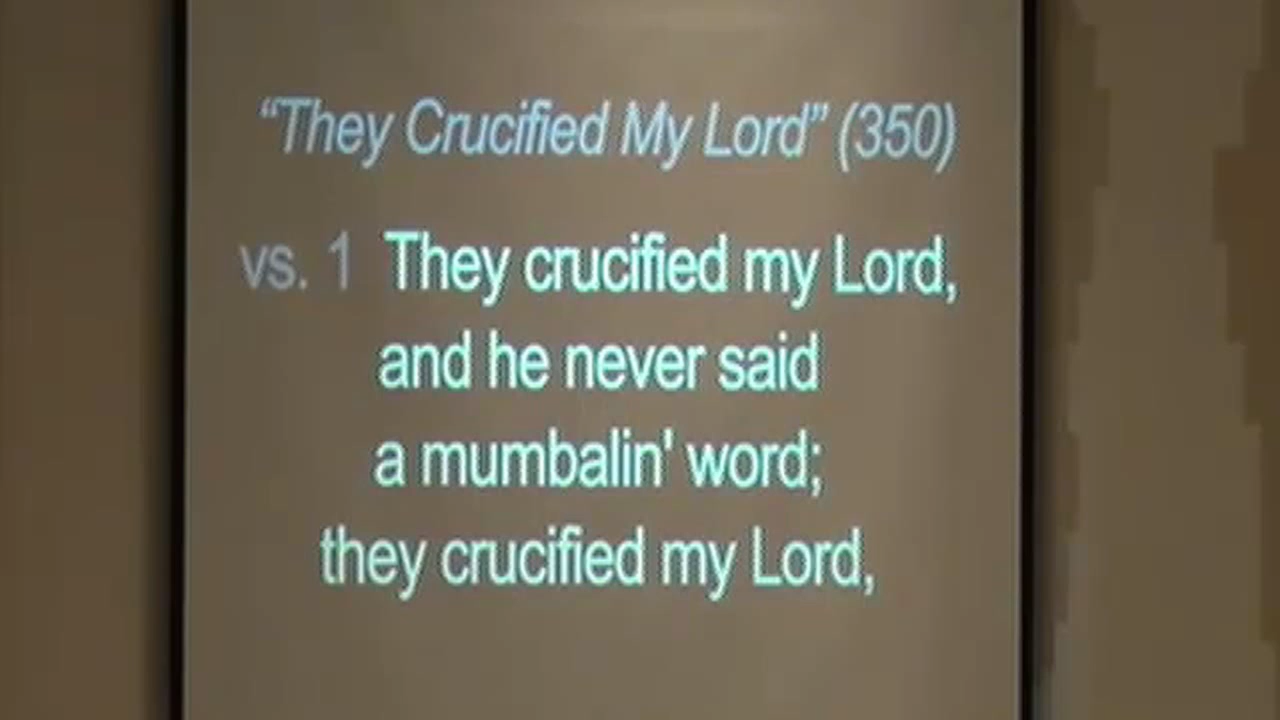 “They Crucified My Lord” (350)
vs. 1 They crucified my Lord,
and he never said
a mumbalin' word;
they crucified my Lord,